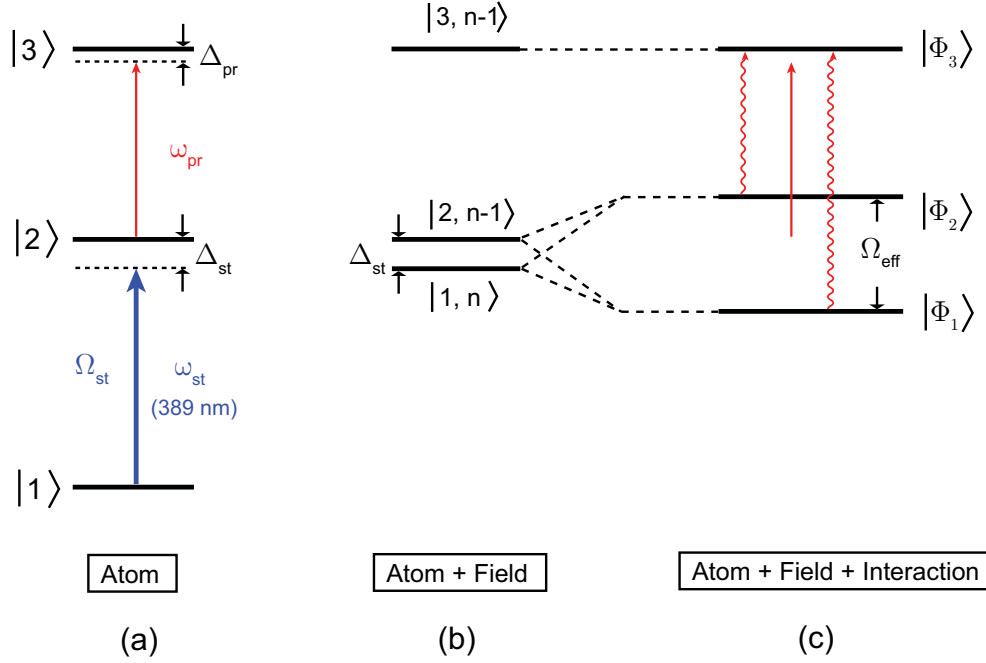 |3⟩
Δpr
ωpr
|2⟩
Δst
Ωst
ωst
(389 nm)
|1⟩
Atom
(a)
|3, n-1⟩
|2, n-1⟩
Δst
|1, n⟩
Atom + Field
(b)
|Φ3⟩
|Φ2⟩
Ωeff
|Φ1⟩
Atom + Field + Interaction
(c)